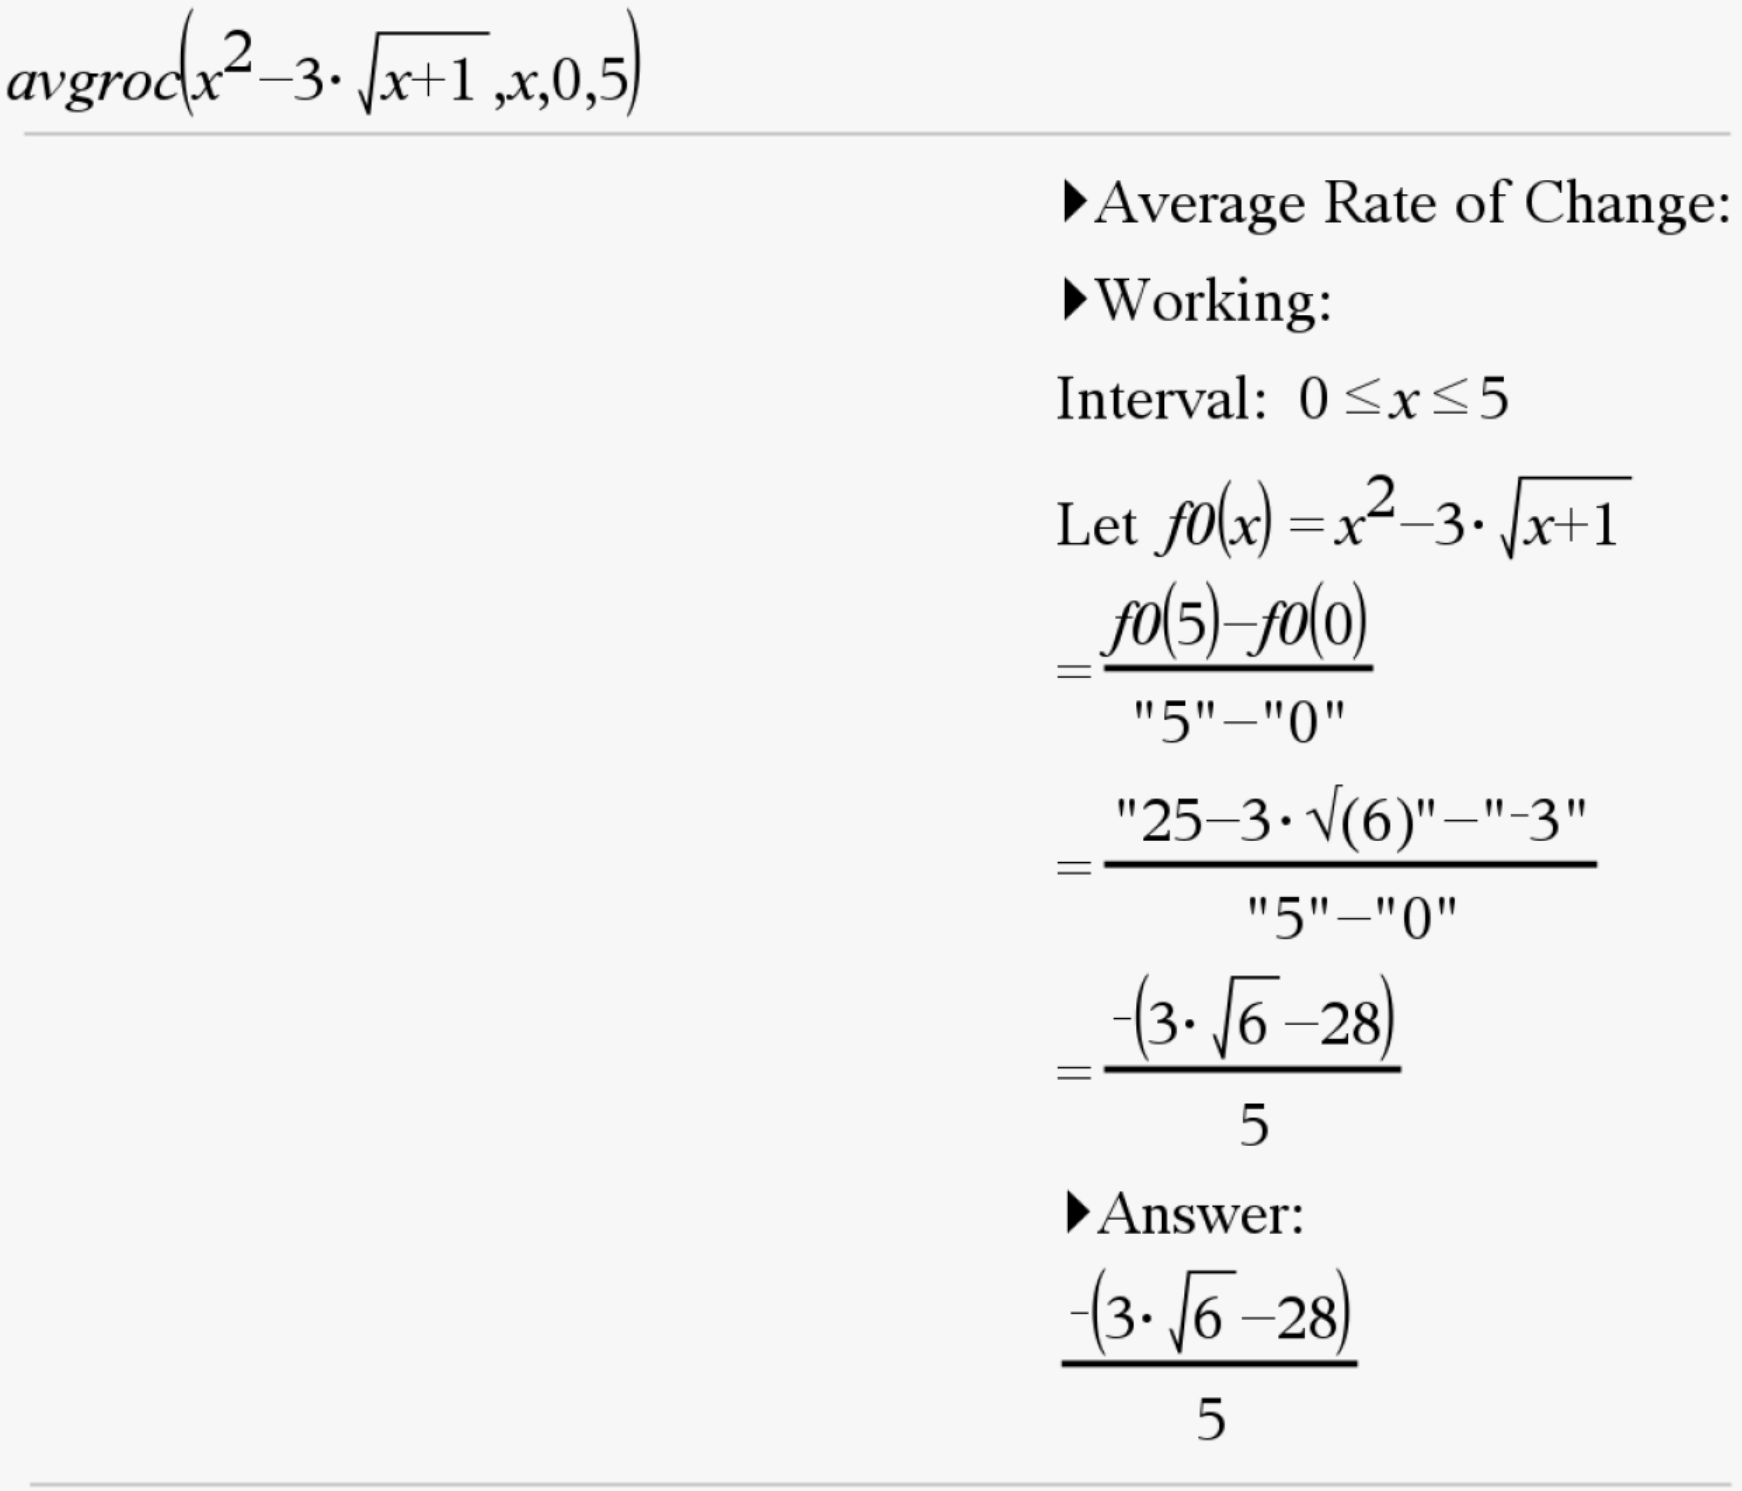 avgroc(x²−3·√(x+1),x,0,5)
▶Average Rate of Change:
▶Working:
Interval: 0≤x≤5
Let f0(x)=x²−3·√(x+1)
=(f0(5)−f0(0))/("5"−"0")
=("25−3·√(6)"−"-3")/("5"−"0")
=-(3·√6−28)/5
▶Answer:
-(3·√6−28)/5